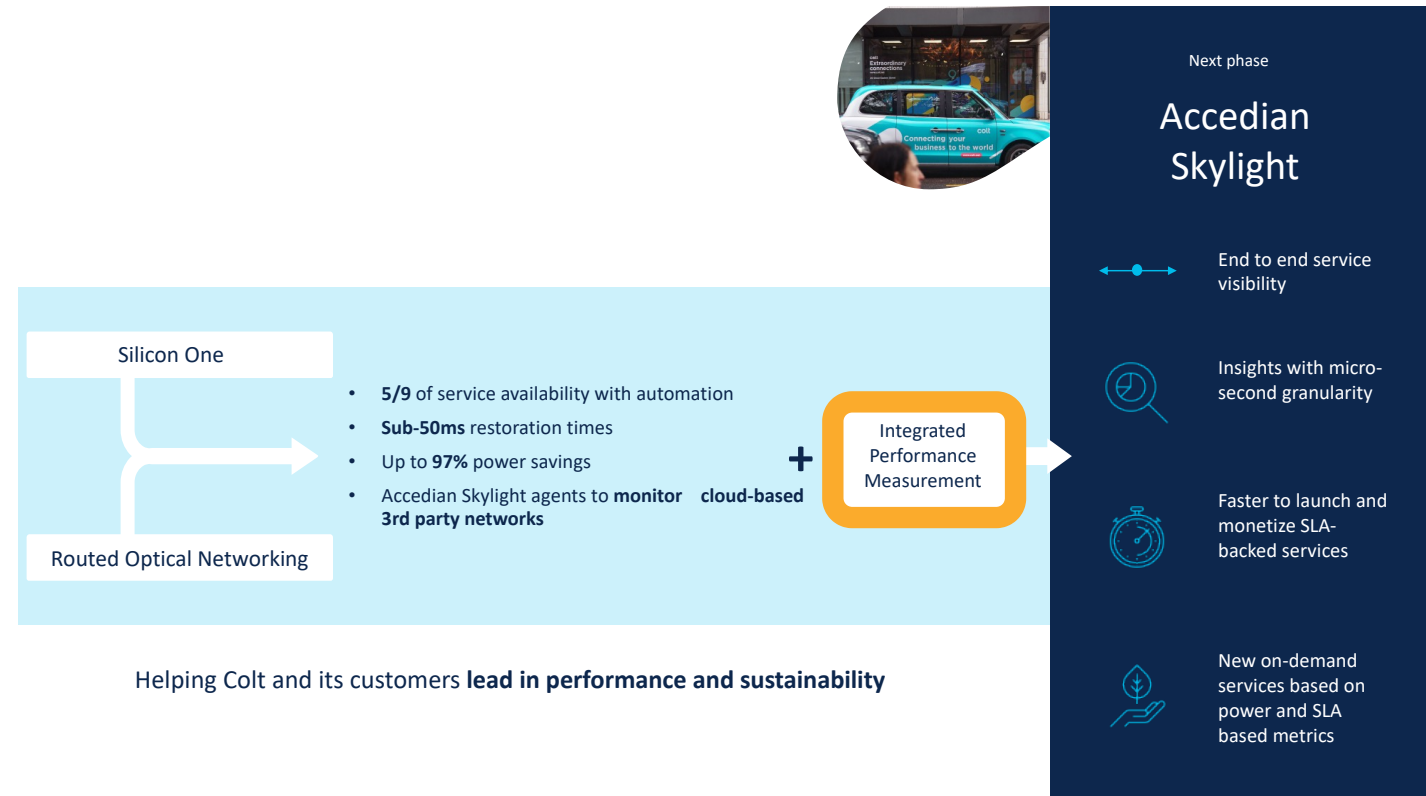 colt
Extraordinary
connections
colt
Connecting your
business to the world
Next phase
Accedian
Skylight
End to end service
visibility
Insights with micro-
second granularity
Faster to launch and
monetize SLA-
backed services
New on-demand
services based on
power and SLA
based metrics
Silicon One
Routed Optical Networking
• 5/9 of service availability with automation
• Sub-50ms restoration times
• Up to 97% power savings
• Accedian Skylight agents to monitor cloud-based
3rd party networks
+
Integrated
Performance
Measurement
Helping Colt and its customers lead in performance and sustainability